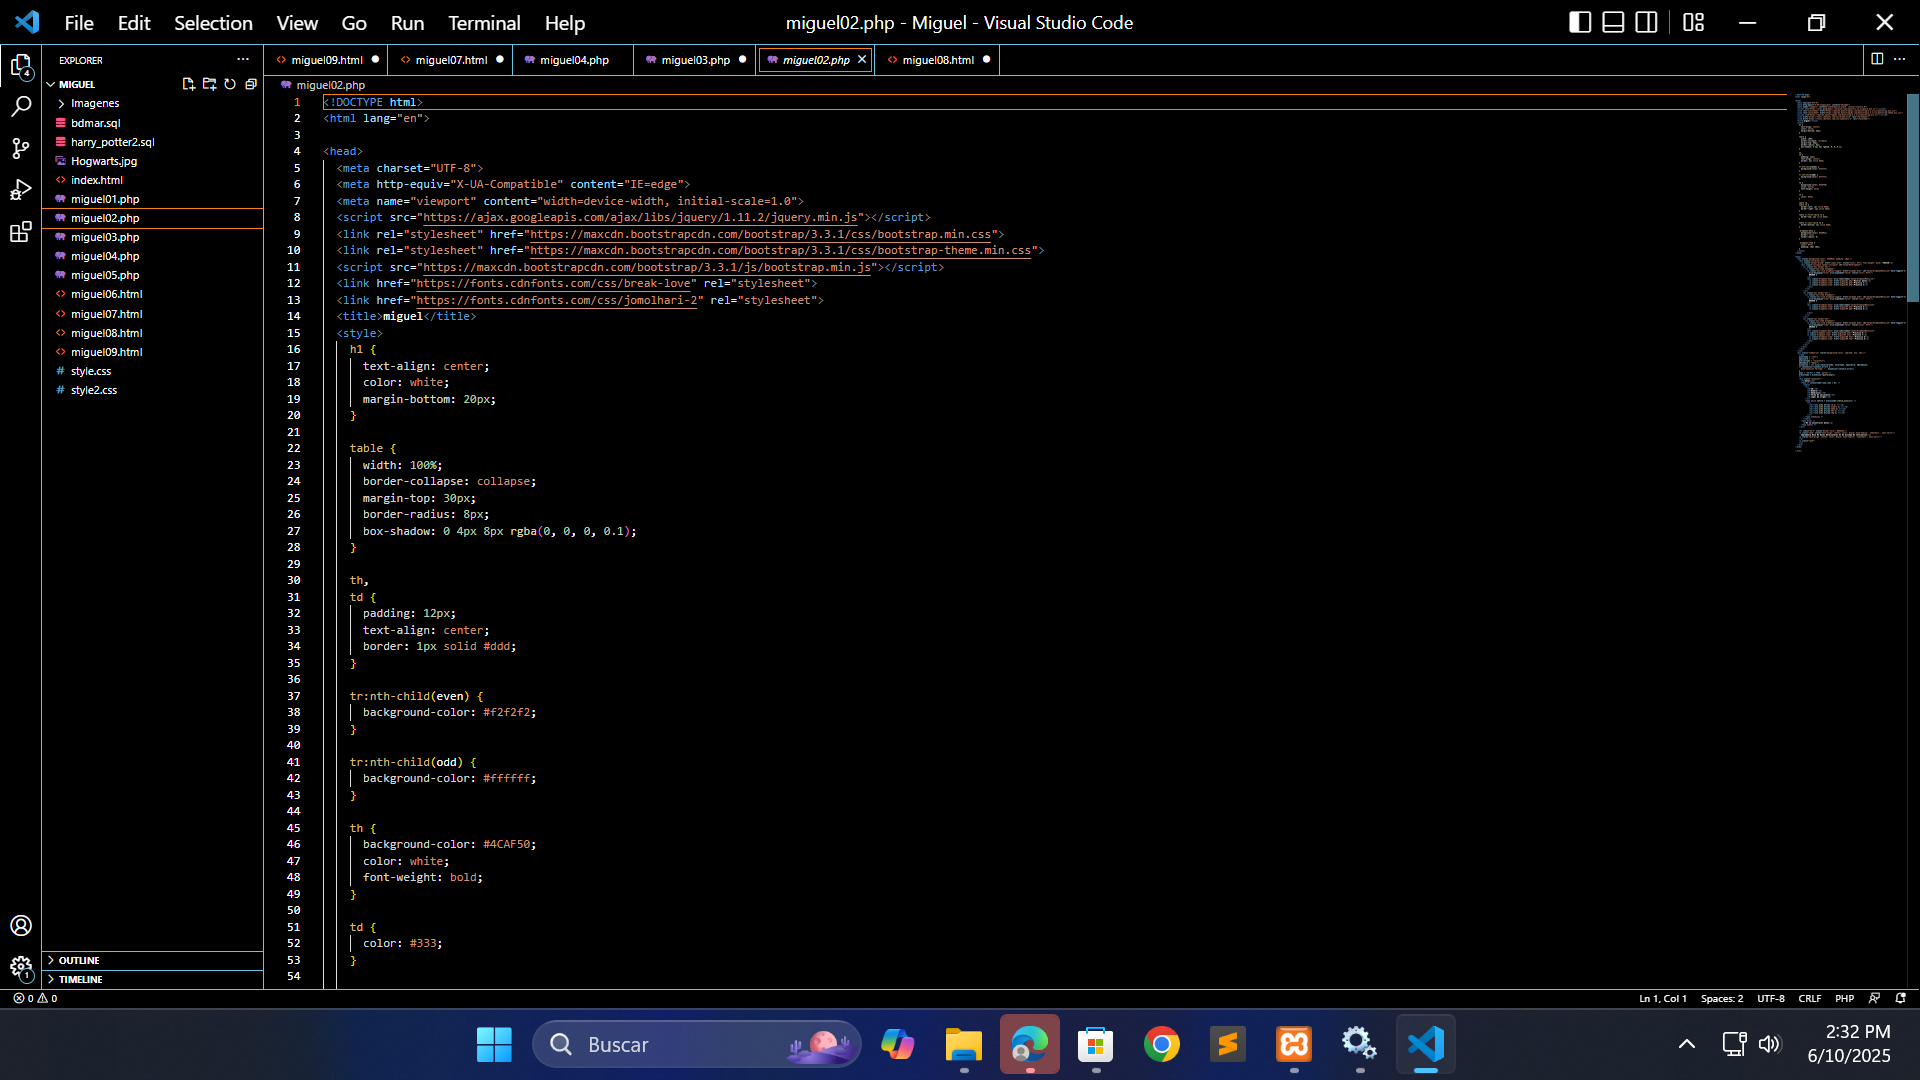 File Edit Selection View Go Run Terminal Help
miguel02.php - Miguel - Visual Studio Code
EXPLORER
MIGUEL
Imagenes
bdmar.sql
harry_potter2.sql
Hogwarts.jpg
index.html
miguel01.php
miguel02.php
miguel03.php
miguel04.php
miguel05.php
miguel06.html
miguel07.html
miguel08.html
miguel09.html
style.css
style2.css
OUTLINE
TIMELINE
4
1
miguel09.html miguel07.html miguel04.php miguel03.php miguel02.php miguel08.html
miguel02.php
1 <!DOCTYPE html>
2 <html lang="en">
3
4 <head>
5 <meta charset="UTF-8">
6 <meta http-equiv="X-UA-Compatible" content="IE=edge">
7 <meta name="viewport" content="width=device-width, initial-scale=1.0">
8 <script src="https://ajax.googleapis.com/ajax/libs/jquery/1.11.2/jquery.min.js"></script>
9 <link rel="stylesheet" href="https://maxcdn.bootstrapcdn.com/bootstrap/3.3.1/css/bootstrap.min.css">
10 <link rel="stylesheet" href="https://maxcdn.bootstrapcdn.com/bootstrap/3.3.1/css/bootstrap-theme.min.css">
11 <script src="https://maxcdn.bootstrapcdn.com/bootstrap/3.3.1/js/bootstrap.min.js"></script>
12 <link href="https://fonts.cdnfonts.com/css/break-love" rel="stylesheet">
13 <link href="https://fonts.cdnfonts.com/css/jomolhari-2" rel="stylesheet">
14 <title>miguel</title>
15 <style>
16 h1 {
17 text-align: center;
18 color: white;
19 margin-bottom: 20px;
20 }
21
22 table {
23 width: 100%;
24 border-collapse: collapse;
25 margin-top: 30px;
26 border-radius: 8px;
27 box-shadow: 0 4px 8px rgba(0, 0, 0, 0.1);
28 }
29
30 th,
31 td {
32 padding: 12px;
33 text-align: center;
34 border: 1px solid #ddd;
35 }
36
37 tr:nth-child(even) {
38 background-color: #f2f2f2;
39 }
40
41 tr:nth-child(odd) {
42 background-color: #ffffff;
43 }
44
45 th {
46 background-color: #4CAF50;
47 color: white;
48 font-weight: bold;
49 }
50
51 td {
52 color: #333;
53 }
54
0 0
Ln 1, Col 1 Spaces: 2 UTF-8 CRLF PHP
Buscar
2:32 PM
6/10/2025